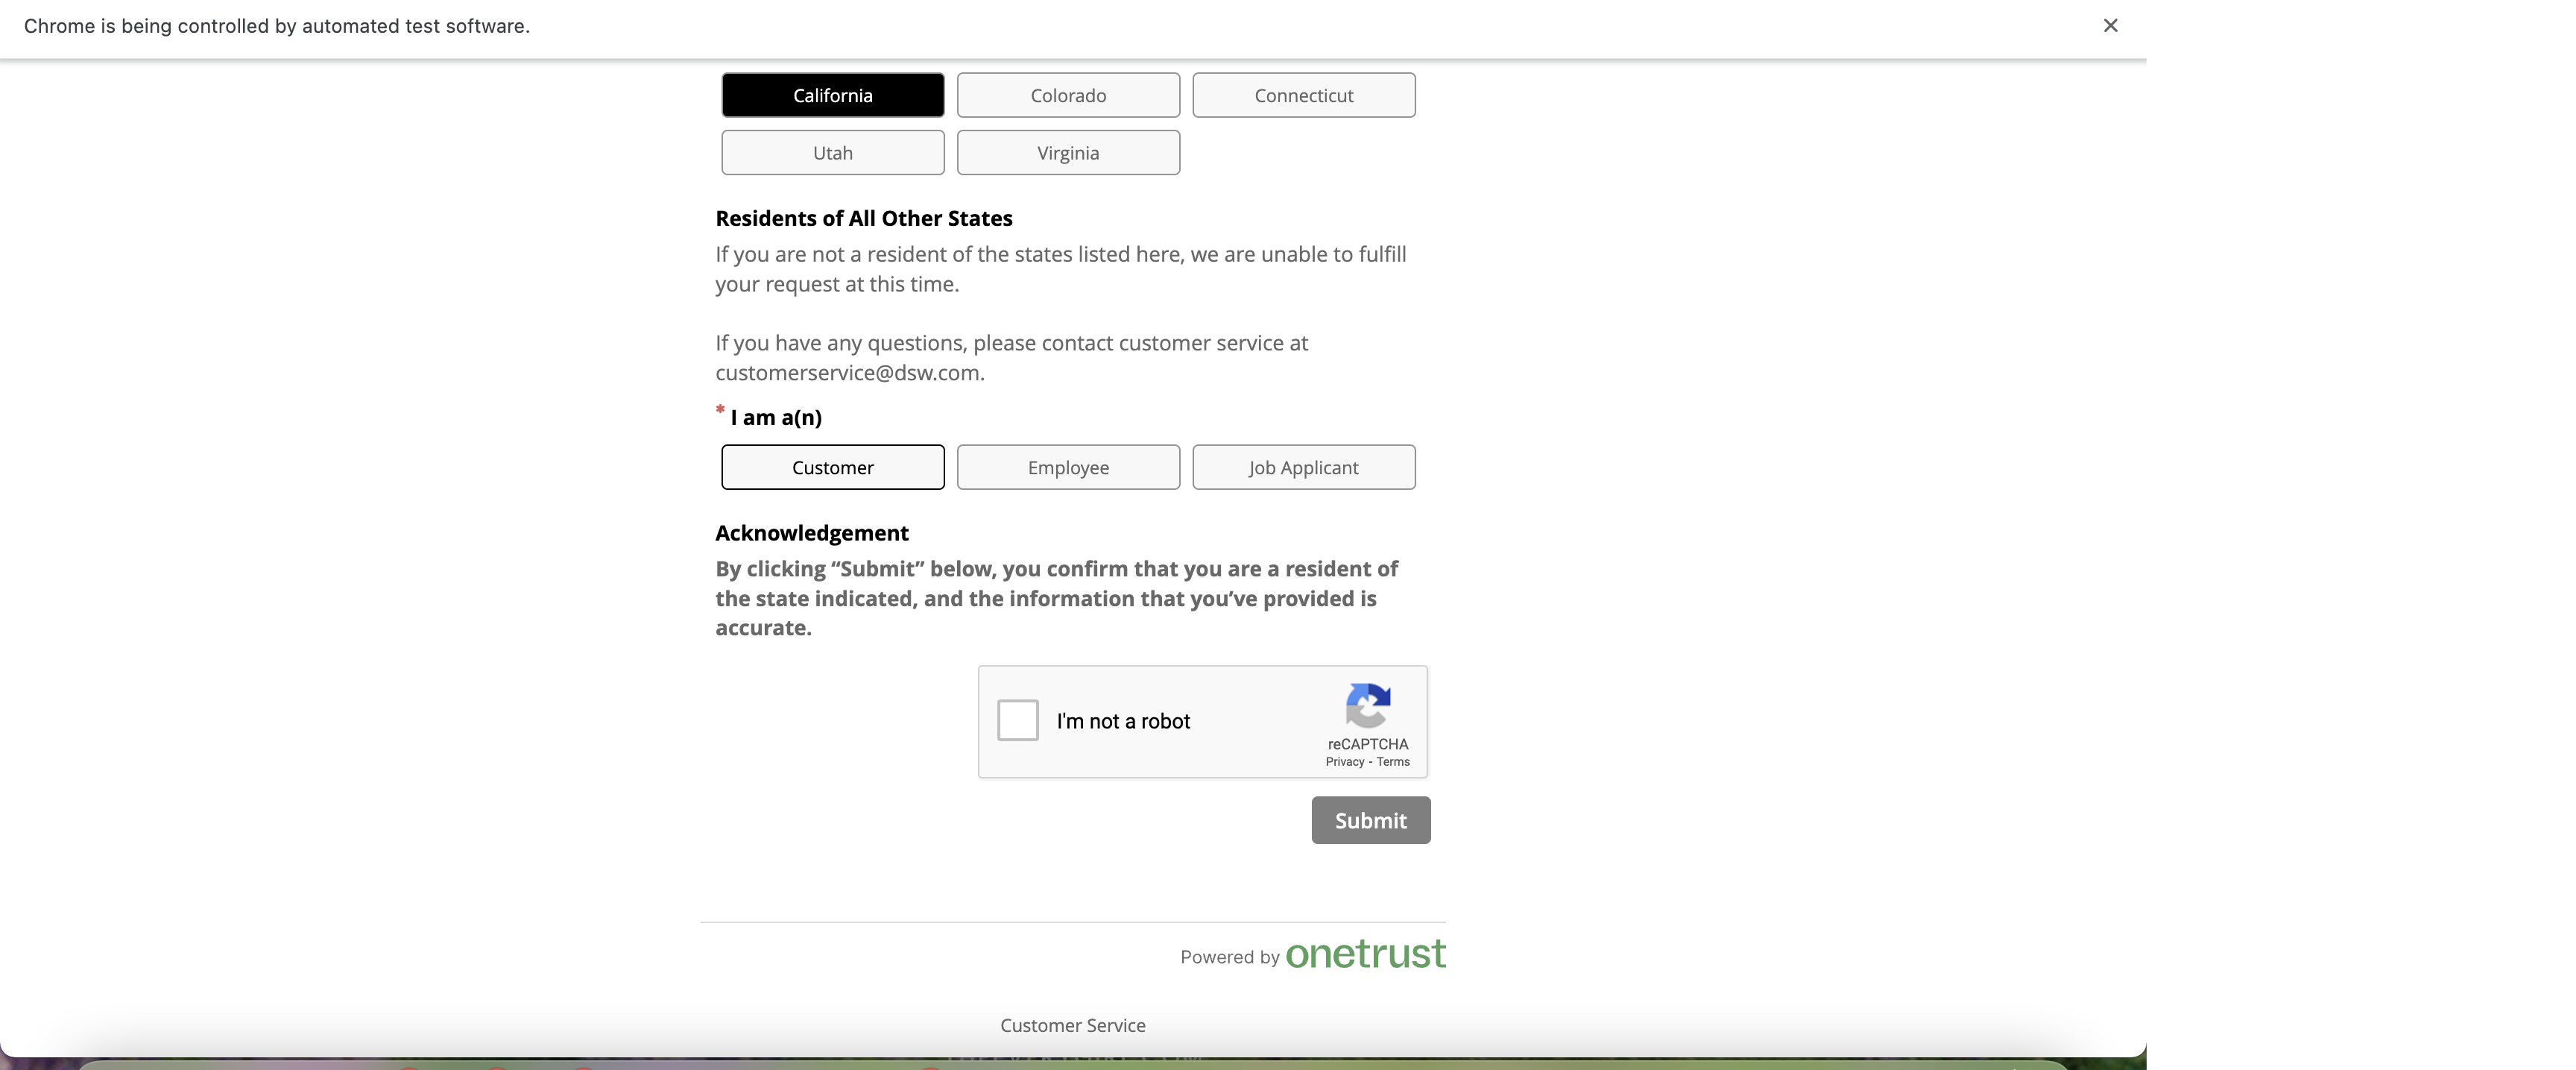 Chrome is being controlled by automated test software.
California
Colorado
Connecticut
Utah
Virginia
Residents of All Other States
If you are not a resident of the states listed here, we are unable to fulfill
your request at this time.
If you have any questions, please contact customer service at
customerservice@dsw.com.
* I am a(n)
Customer
Employee
Job Applicant
Acknowledgement
By clicking “Submit” below, you confirm that you are a resident of
the state indicated, and the information that you’ve provided is
accurate.
I'm not a robot
reCAPTCHA
Privacy - Terms
Submit
Powered by onetrust
Customer Service